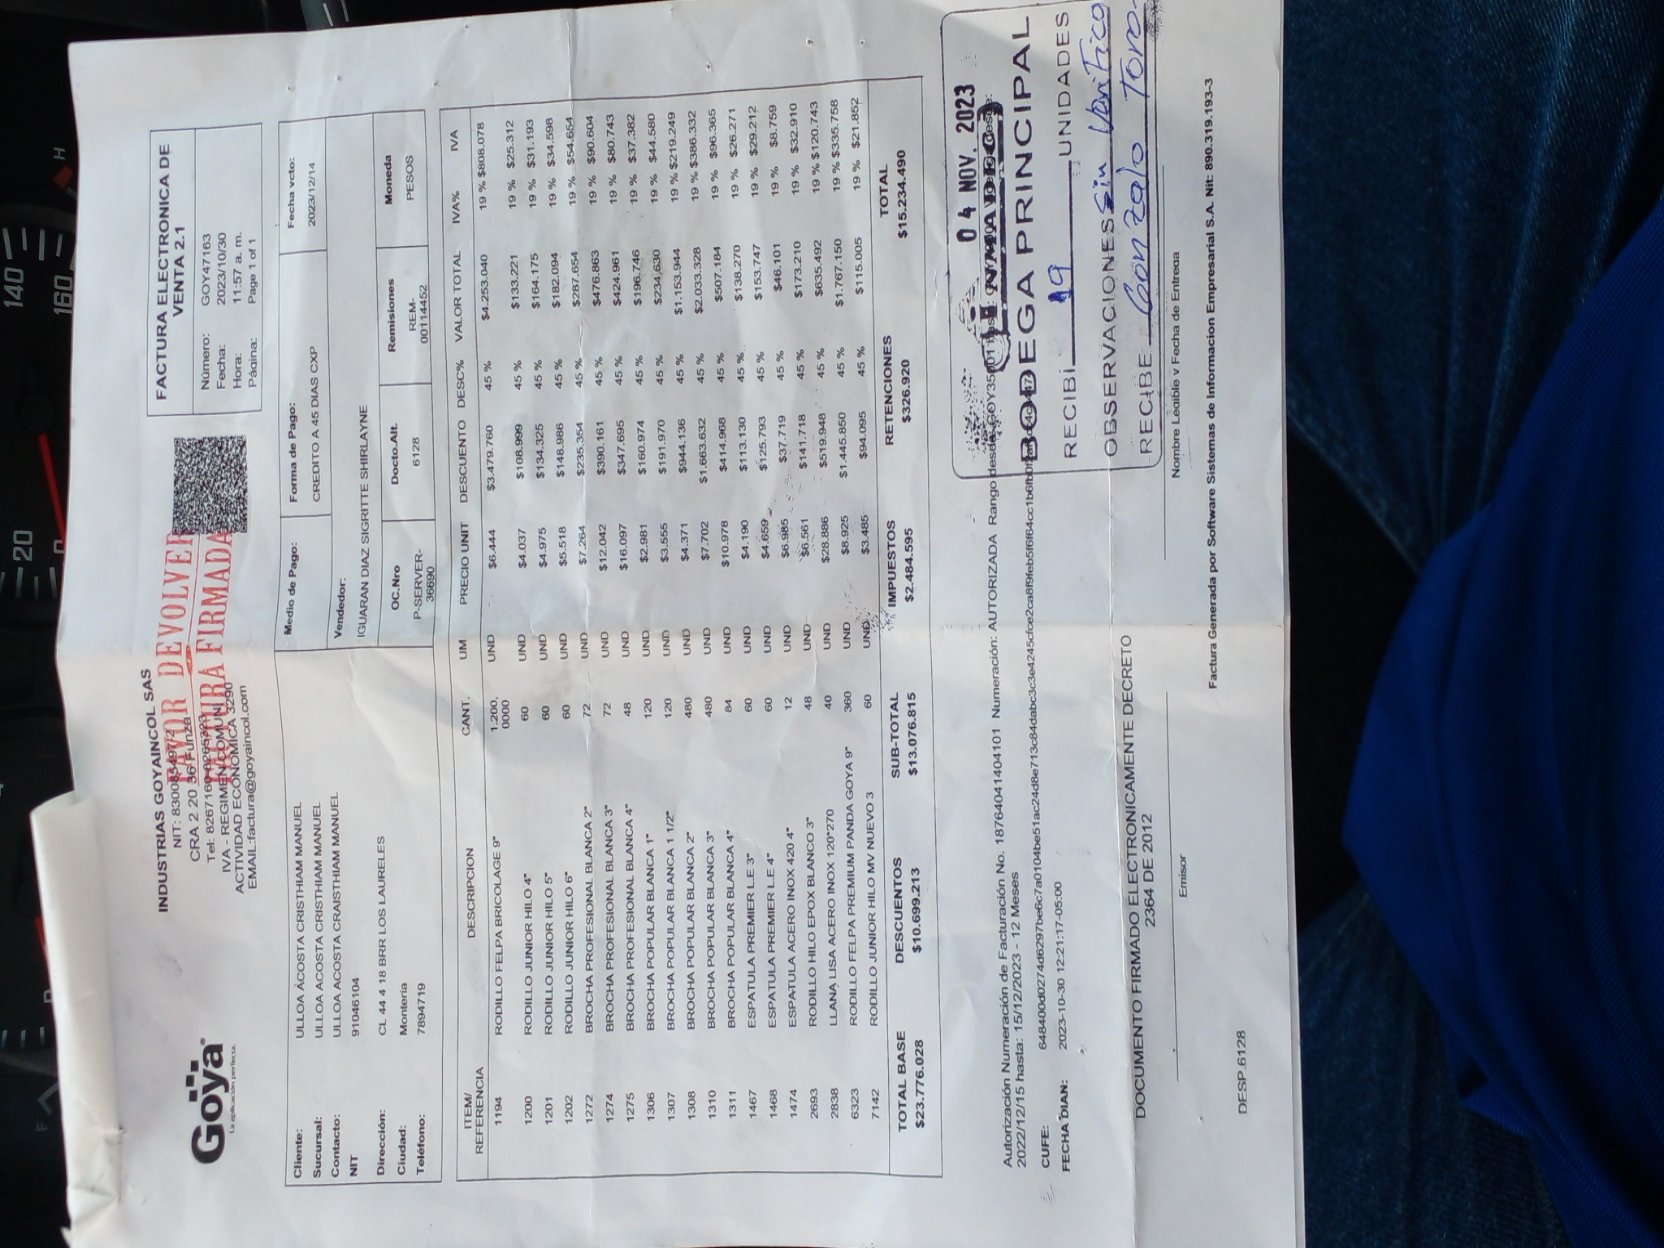 Goya
La aplicación perfecta.
INDUSTRIAS GOYAINCOL SAS
CRA 2 20 36 Funza
IVA - REGIMEN COMUN
ACTIVIDAD ECONOMICA 3290
EMAIL:factura@goyaincol.com
FAVOR DEVOLVER
FACTURA FIRMADA
FACTURA ELECTRONICA DE
VENTA 2.1
Número: GOY47163
Fecha: 2023/10/30
Hora: 11:57 a. m.
Página: Page 1 of 1
Cliente: ULLOA ACOSTA CRISTHIAM MANUEL
Sucursal: ULLOA ACOSTA CRISTHIAM MANUEL
Contacto: ULLOA ACOSTA CRAISTHIAM MANUEL
NIT 91046104
Dirección: CL 44 4 18 BRR LOS LAURELES
Ciudad: Montería
Teléfono: 7894719
Medio de Pago: Forma de Pago: Fecha vcto:
CREDITO A 45 DIAS CXP 2023/12/14
Vendedor:
IGUARAN DIAZ SIGRITTE SHIRLAYNE
OC.Nro Docto.Alt. Remisiones Moneda
P-SERVER-36690 6128 REM-00114452 PESOS
ITEM/ REFERENCIA DESCRIPCION CANT. UM PRECIO UNIT DESCUENTO DESC% VALOR TOTAL IVA% IVA
1194 RODILLO FELPA BRICOLAGE 9" 1.200.0000 UND $6.444 $3.479.760 45 % $4.253.040 19 % $808.078
1200 RODILLO JUNIOR HILO 4" 60 UND $4.037 $108.999 45 % $133.221 19 % $25.312
1201 RODILLO JUNIOR HILO 5" 60 UND $4.975 $134.325 45 % $164.175 19 % $31.193
1202 RODILLO JUNIOR HILO 6" 60 UND $5.518 $148.986 45 % $182.094 19 % $34.598
1272 BROCHA PROFESIONAL BLANCA 2" 72 UND $7.264 $235.354 45 % $287.654 19 % $54.654
1274 BROCHA PROFESIONAL BLANCA 3" 72 UND $12.042 $390.161 45 % $476.863 19 % $90.604
1275 BROCHA PROFESIONAL BLANCA 4" 48 UND $16.097 $347.695 45 % $424.961 19 % $80.743
1306 BROCHA POPULAR BLANCA 1" 120 UND $2.981 $160.974 45 % $196.746 19 % $37.382
1307 BROCHA POPULAR BLANCA 1 1/2" 120 UND $3.555 $191.970 45 % $234.630 19 % $44.580
1308 BROCHA POPULAR BLANCA 2" 480 UND $4.371 $944.136 45 % $1.153.944 19 % $219.249
1310 BROCHA POPULAR BLANCA 3" 480 UND $7.702 $1.663.632 45 % $2.033.328 19 % $386.332
1311 BROCHA POPULAR BLANCA 4" 84 UND $10.978 $414.968 45 % $507.184 19 % $96.365
1467 ESPATULA PREMIER L.E 3" 60 UND $4.190 $113.130 45 % $138.270 19 % $26.271
1468 ESPATULA PREMIER L.E 4" 60 UND $4.659 $125.793 45 % $153.747 19 % $29.212
1474 ESPATULA ACERO INOX 420 4" 12 UND $6.985 $37.719 45 % $46.101 19 % $8.759
2693 RODILLO HILO EPOX BLANCO 3" 48 UND $6.561 $141.718 45 % $173.210 19 % $32.910
2838 LLANA LISA ACERO INOX 120*270 40 UND $28.886 $519.948 45 % $635.492 19 % $120.743
6323 RODILLO FELPA PREMIUM PANDA GOYA 9" 360 UND $8.925 $1.445.850 45 % $1.767.150 19 % $335.758
7142 RODILLO JUNIOR HILO MV NUEVO 3 60 UND $3.485 $94.095 45 % $115.005 19 % $21.852
TOTAL BASE DESCUENTOS SUB-TOTAL IMPUESTOS RETENCIONES TOTAL
$23.776.028 $10.699.213 $13.076.815 $2.484.595 $326.920 $15.234.490
Autorización Numeración de Facturación No. 18764041404101 Numeración: AUTORIZADA Rango desde
2022/12/15 hasta: 15/12/2023 - 12 Meses
CUFE:
FECHA DIAN: 2023-10-30 12:21:17-05:00
04 NOV. 2023
BODEGA PRINCIPAL
RECIBÍ 19 UNIDADES
OBSERVACIONES Sin Verifica
RECIBE Gonzalo Toro
Nombre Legible y Fecha de Entrega
DOCUMENTO FIRMADO ELECTRONICAMENTE DECRETO
2364 DE 2012
Emisor
Factura Generada por Software Sistemas de Informacion Empresarial S.A. Nit: 890.319.193-3
DESP.6128
20
140
160
H